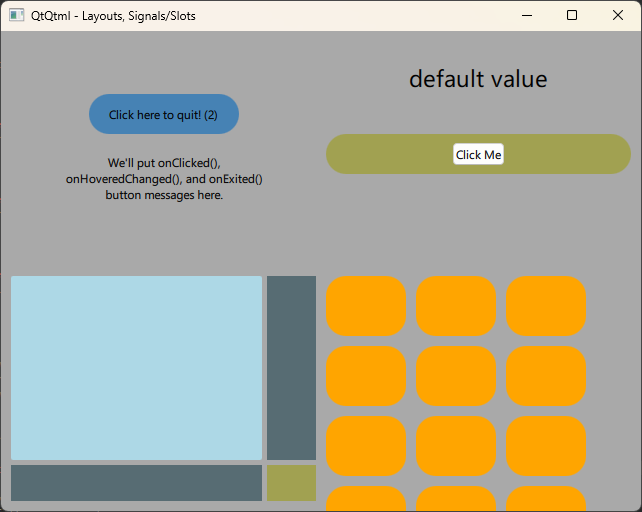 QtQtml - Layouts, Signals/Slots
default value
Click here to quit! (2)
Click Me
We'll put onClicked(),
onHoveredChanged(), and onExited()
button messages here.